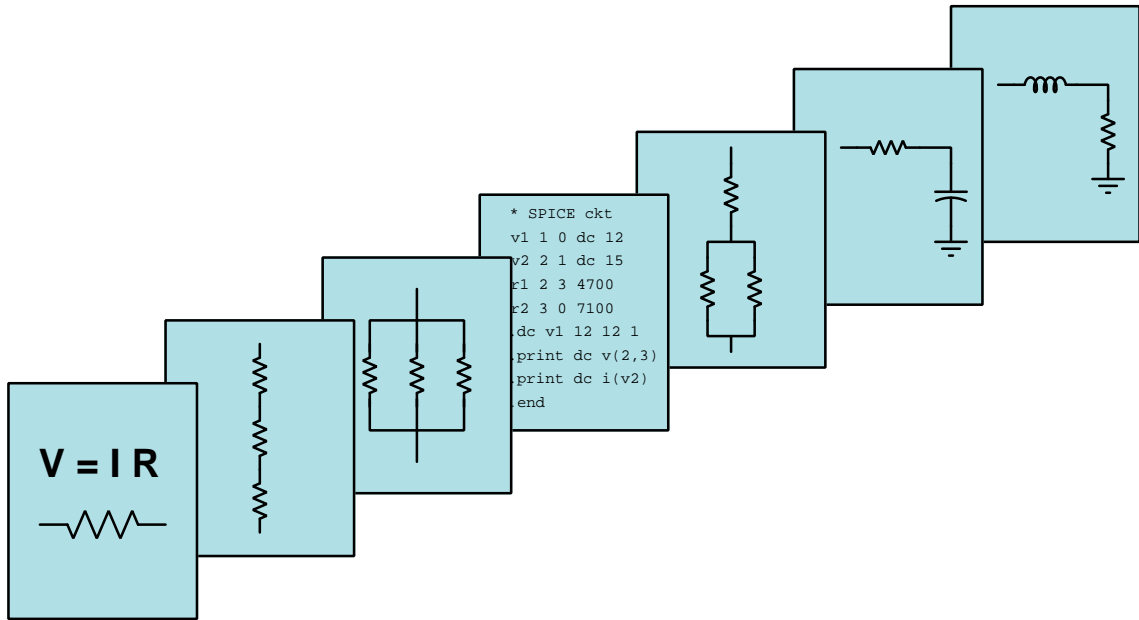 * SPICE ckt
v1 1 0 dc 12
v2 2 1 dc 15
r1 2 3 4700
r2 3 0 7100
.dc v1 12 12 1
.print dc v(2,3)
.print dc i(v2)
.end
V = I R